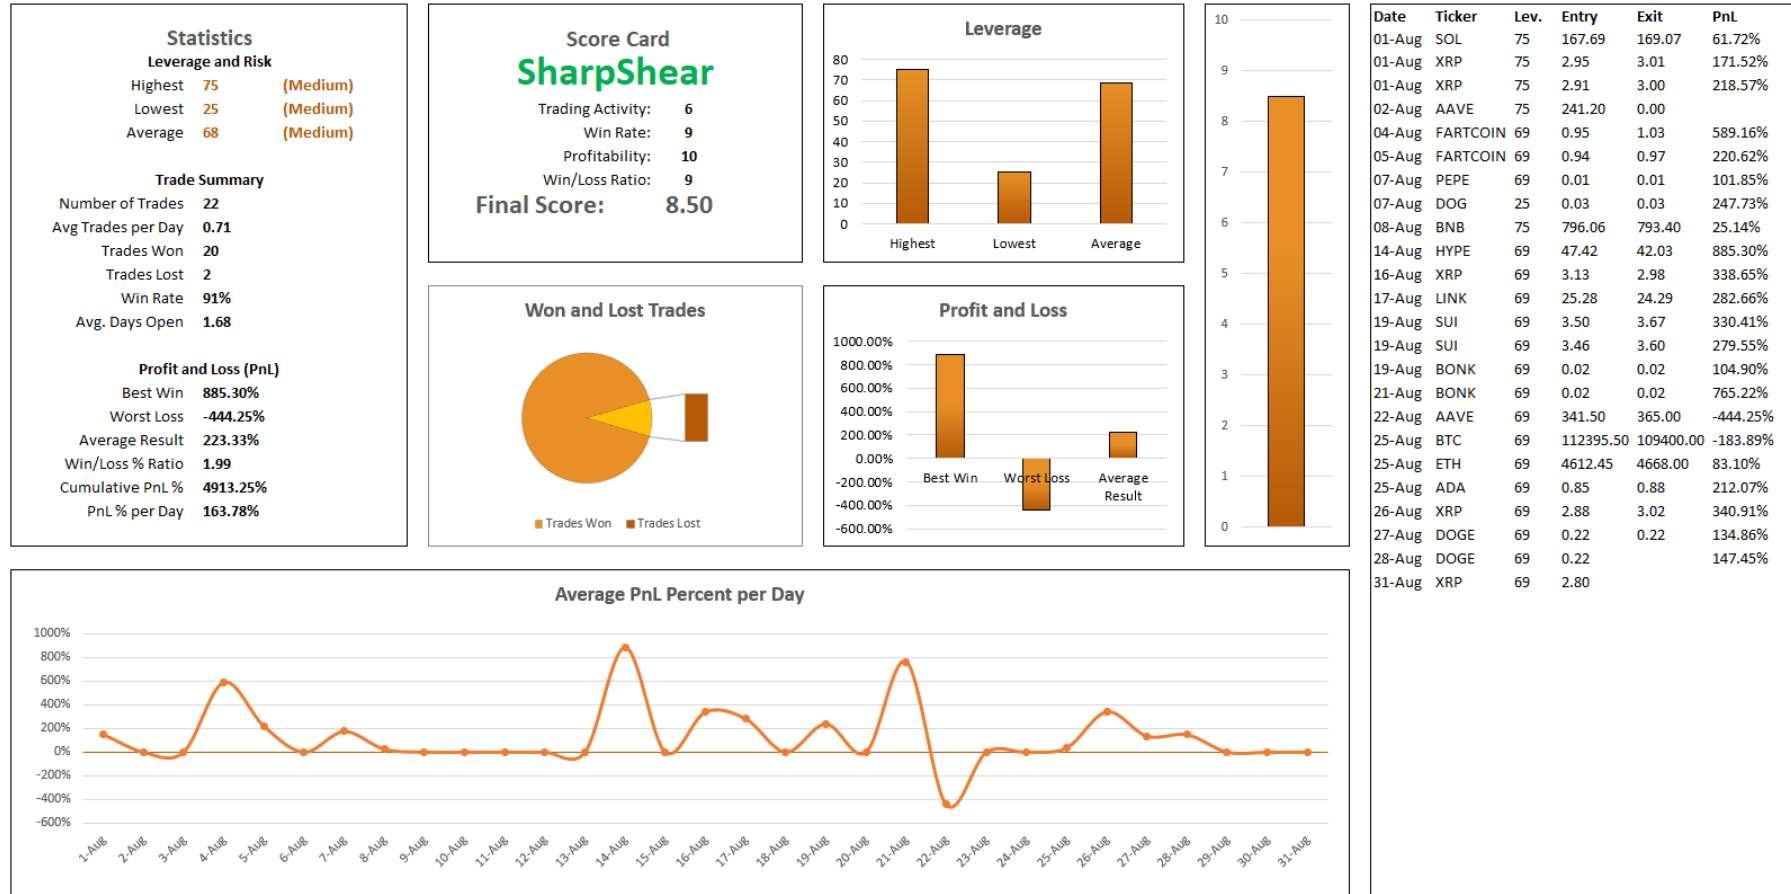 Statistics
Leverage and Risk
Highest 75 (Medium)
Lowest 25 (Medium)
Average 68 (Medium)
Trade Summary
Number of Trades 22
Avg Trades per Day 0.71
Trades Won 20
Trades Lost 2
Win Rate 91%
Avg. Days Open 1.68
Profit and Loss (PnL)
Best Win 885.30%
Worst Loss -444.25%
Average Result 223.33%
Win/Loss % Ratio 1.99
Cumulative PnL % 4913.25%
PnL % per Day 163.78%
Score Card
SharpShear
Trading Activity: 6
Win Rate: 9
Profitability: 10
Win/Loss Ratio: 9
Final Score: 8.50
Leverage
80
70
60
50
40
30
20
10
0
Highest Lowest Average
Won and Lost Trades
Trades Won Trades Lost
Profit and Loss
1000.00%
800.00%
600.00%
400.00%
200.00%
0.00%
-200.00%
-400.00%
-600.00%
Best Win Worst Loss Average
Result
10
9
8
7
6
5
4
3
2
1
0
Date Ticker Lev. Entry Exit PnL
01-Aug SOL 75 167.69 169.07 61.72%
01-Aug XRP 75 2.95 3.01 171.52%
01-Aug XRP 75 2.91 3.00 218.57%
02-Aug AAVE 75 241.20 0.00
04-Aug FARTCOIN 69 0.95 1.03 589.16%
05-Aug FARTCOIN 69 0.94 0.97 220.62%
07-Aug PEPE 69 0.01 0.01 101.85%
07-Aug DOG 25 0.03 0.03 247.73%
08-Aug BNB 75 796.06 793.40 25.14%
14-Aug HYPE 69 47.42 42.03 885.30%
16-Aug XRP 69 3.13 2.98 338.65%
17-Aug LINK 69 25.28 24.29 282.66%
19-Aug SUI 69 3.50 3.67 330.41%
19-Aug SUI 69 3.46 3.60 279.55%
19-Aug BONK 69 0.02 0.02 104.90%
21-Aug BONK 69 0.02 0.02 765.22%
22-Aug AAVE 69 341.50 365.00 -444.25%
25-Aug BTC 69 112395.50 109400.00 -183.89%
25-Aug ETH 69 4612.45 4668.00 83.10%
25-Aug ADA 69 0.85 0.88 212.07%
26-Aug XRP 69 2.88 3.02 340.91%
27-Aug DOGE 69 0.22 0.22 134.86%
28-Aug DOGE 69 0.22 147.45%
31-Aug XRP 69 2.80
Average PnL Percent per Day
1000%
800%
600%
400%
200%
0%
-200%
-400%
-600%
1-Aug 2-Aug 3-Aug 4-Aug 5-Aug 6-Aug 7-Aug 8-Aug 9-Aug 10-Aug 11-Aug 12-Aug 13-Aug 14-Aug 15-Aug 16-Aug 17-Aug 18-Aug 19-Aug 20-Aug 21-Aug 22-Aug 23-Aug 24-Aug 25-Aug 26-Aug 27-Aug 28-Aug 29-Aug 30-Aug 31-Aug